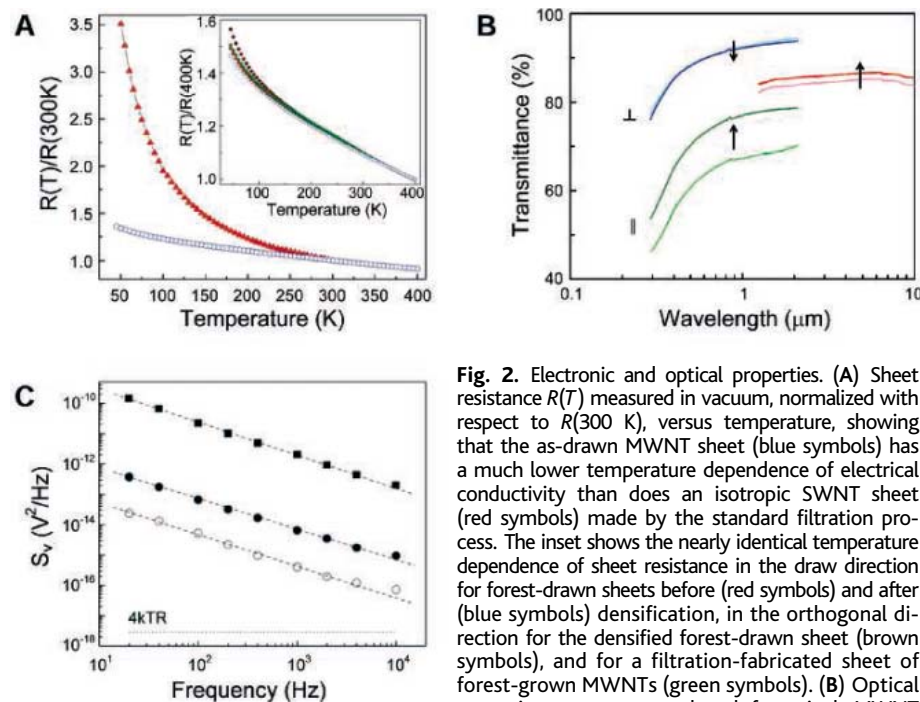 A
3.5
3.0
2.5
2.0
1.5
1.0
R(T)/R(300K)
50 100 150 200 250 300 350 400
Temperature (K)
1.6
1.4
1.2
1.0
R(T)/R(400K)
100 200 300 400
Temperature (K)
B
100
80
60
40
Transmittance (%)
⊥
||
0.1 1 10
Wavelength (μm)
C
10⁻¹⁰
10⁻¹²
10⁻¹⁴
10⁻¹⁶
10⁻¹⁸
Sᵥ (V²/Hz)
4kTR
10¹ 10² 10³ 10⁴
Frequency (Hz)
Fig. 2. Electronic and optical properties. (A) Sheet
resistance R(T) measured in vacuum, normalized with
respect to R(300 K), versus temperature, showing
that the as-drawn MWNT sheet (blue symbols) has
a much lower temperature dependence of electrical
conductivity than does an isotropic SWNT sheet
(red symbols) made by the standard filtration pro-
cess. The inset shows the nearly identical temperature
dependence of sheet resistance in the draw direction
for forest-drawn sheets before (red symbols) and after
(blue symbols) densification, in the orthogonal di-
rection for the densified forest-drawn sheet (brown
symbols), and for a filtration-fabricated sheet of
forest-grown MWNTs (green symbols). (B) Optical